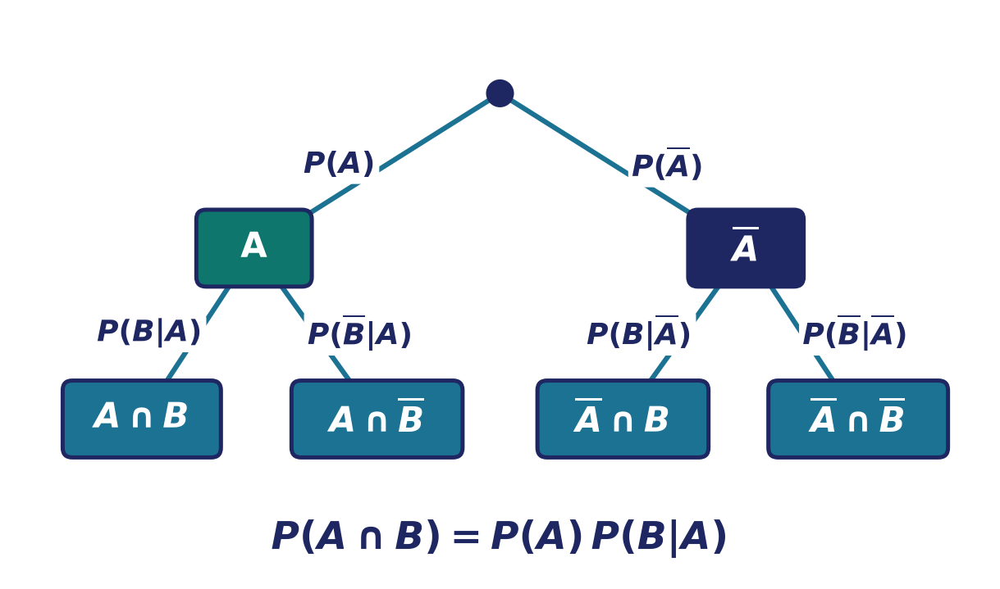 P(A)
P(A̅)
A
A̅
P(B|A)
P(B̅|A)
P(B|A̅)
P(B̅|A̅)
A ∩ B
A ∩ B̅
A̅ ∩ B
A̅ ∩ B̅
P(A ∩ B) = P(A) P(B|A)